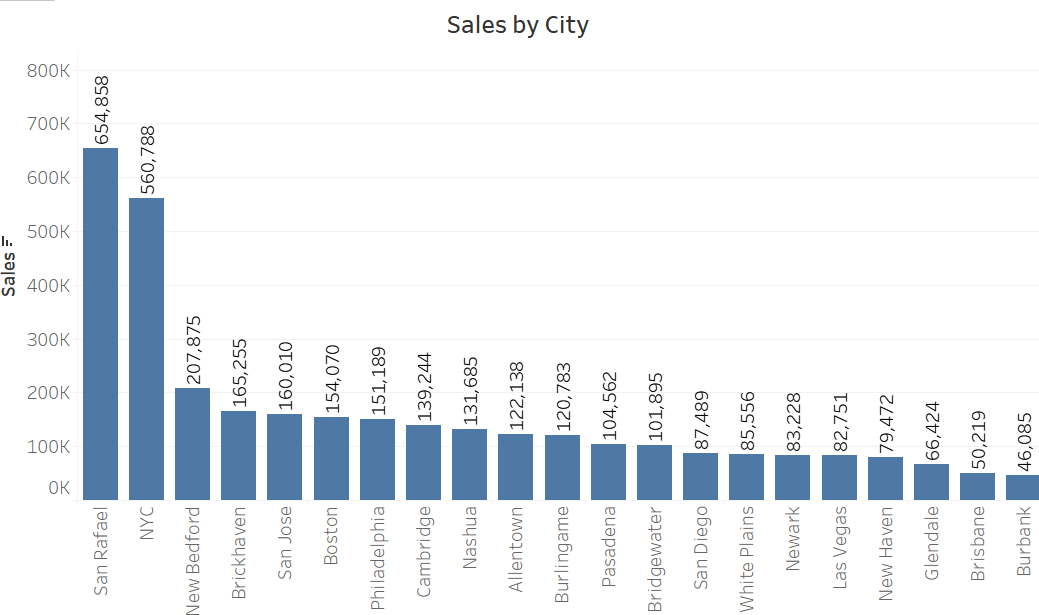 Sales by City
Sales
800K
700K
600K
500K
400K
300K
200K
100K
0K
654,858
560,788
207,875
165,255
160,010
154,070
151,189
139,244
131,685
122,138
120,783
104,562
101,895
87,489
85,556
83,228
82,751
79,472
66,424
50,219
46,085
San Rafael
NYC
New Bedford
Brickhaven
San Jose
Boston
Philadelphia
Cambridge
Nashua
Allentown
Burlingame
Pasadena
Bridgewater
San Diego
White Plains
Newark
Las Vegas
New Haven
Glendale
Brisbane
Burbank